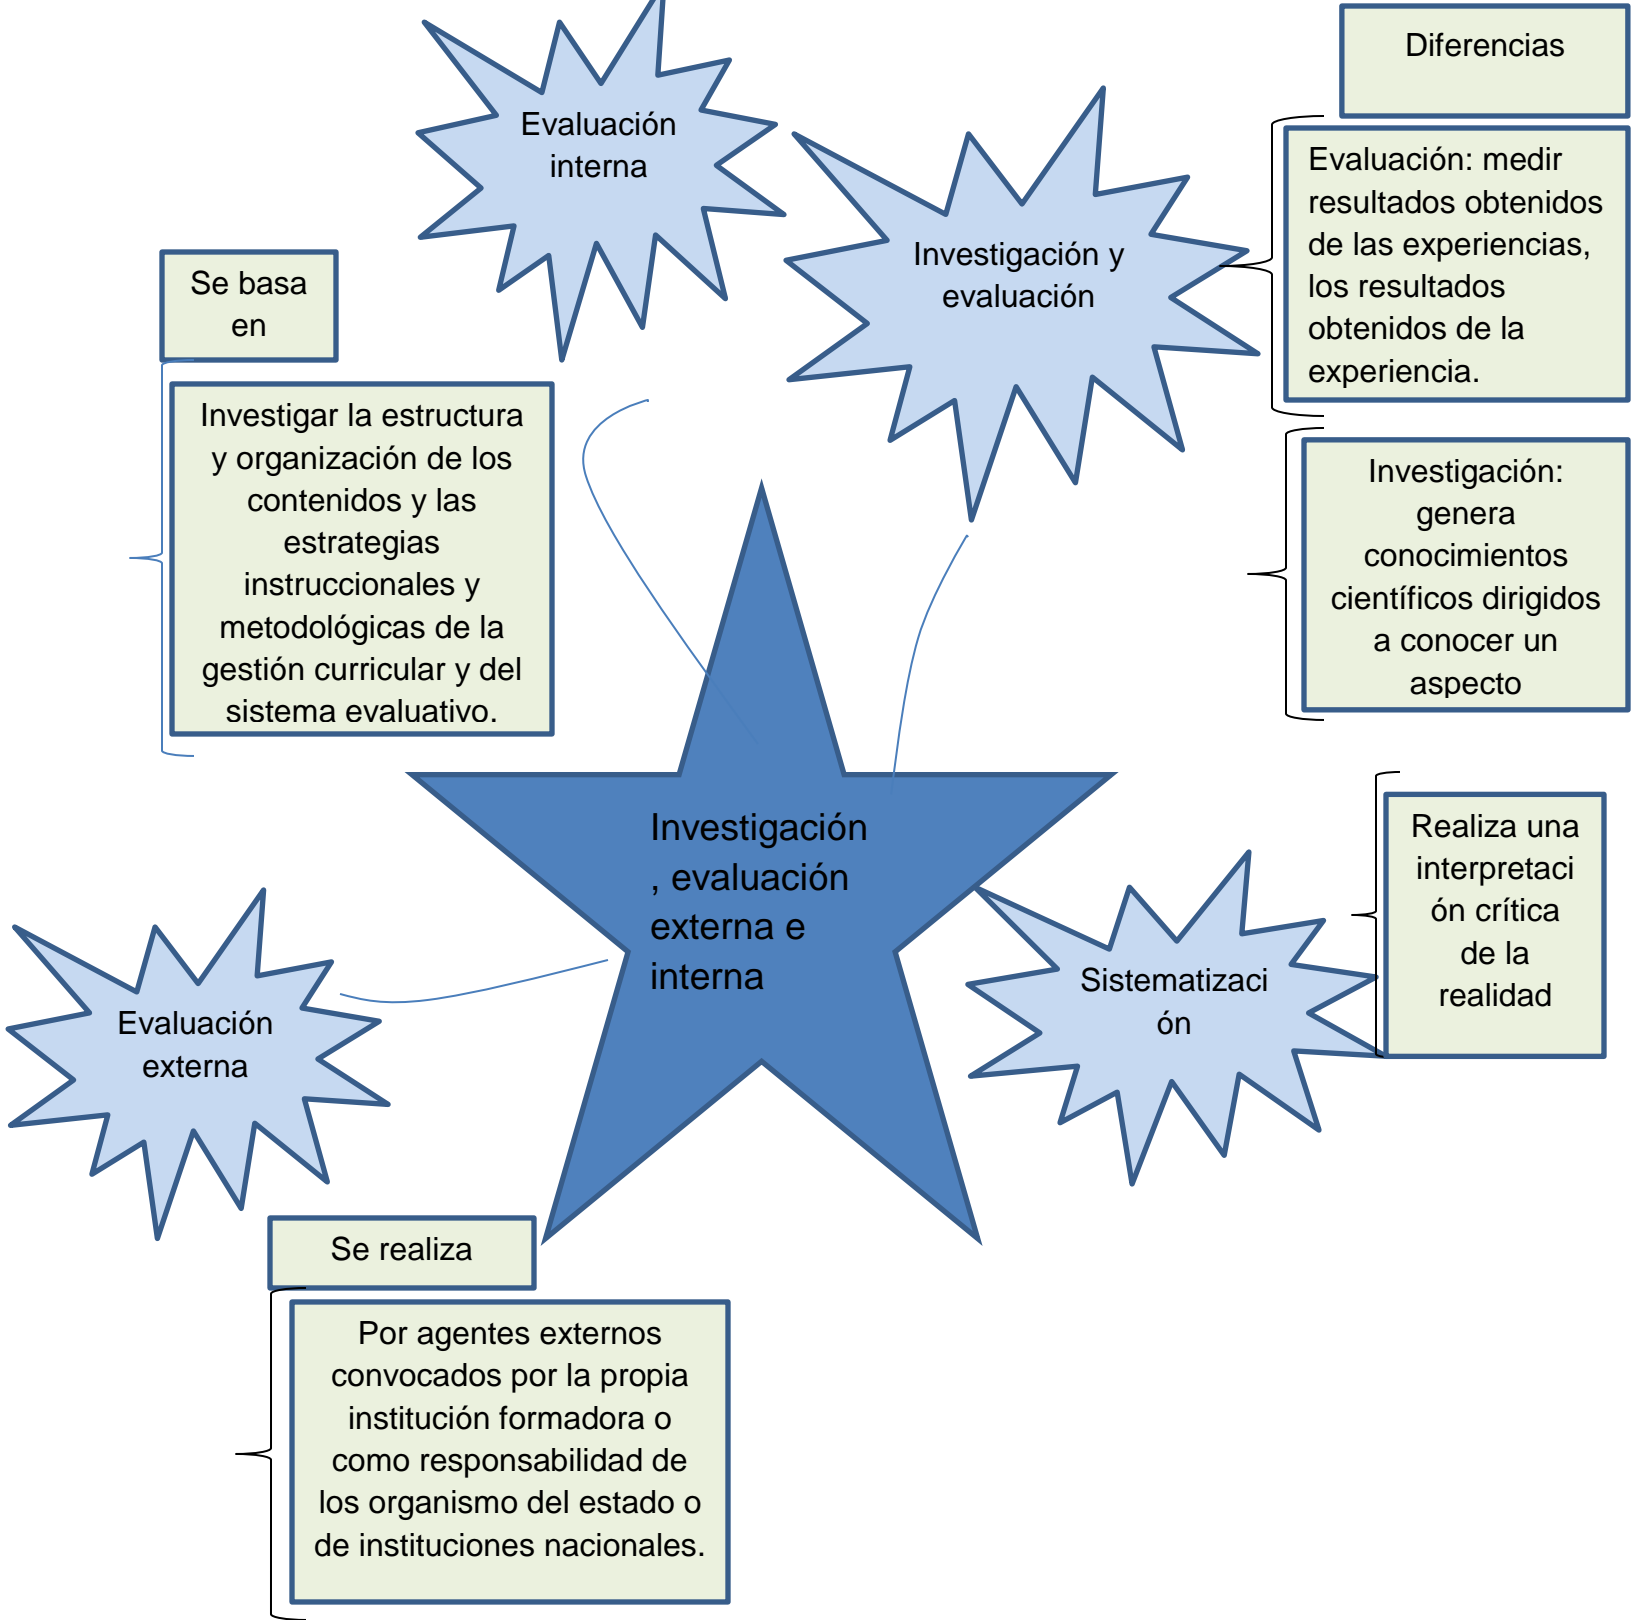 Evaluación
interna
Diferencias
Investigación y
evaluación
Evaluación: medir
resultados obtenidos
de las experiencias,
los resultados
obtenidos de la
experiencia.
Investigación:
genera
conocimientos
científicos dirigidos
a conocer un
aspecto
Se basa
en
Investigar la estructura
y organización de los
contenidos y las
estrategias
instruccionales y
metodológicas de la
gestión curricular y del
sistema evaluativo.
Investigación
, evaluación
externa e
interna
Realiza una
interpretaci
ón crítica
de la
realidad
Sistematizaci
ón
Evaluación
externa
Se realiza
Por agentes externos
convocados por la propia
institución formadora o
como responsabilidad de
los organismo del estado o
de instituciones nacionales.